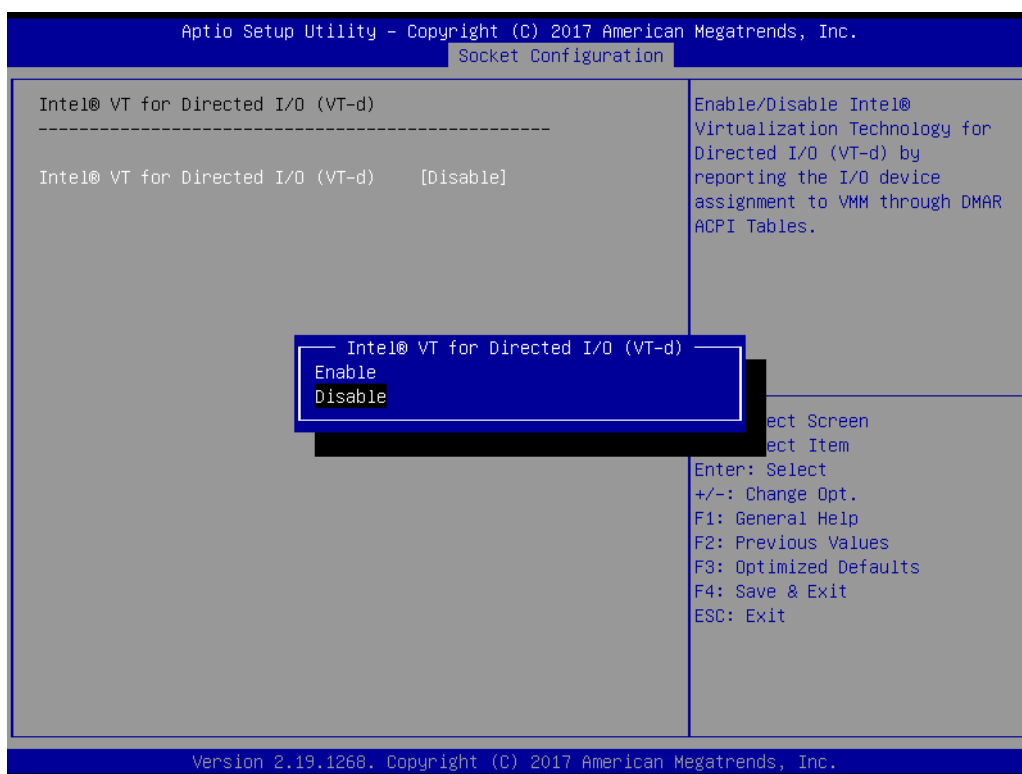 Aptio Setup Utility – Copyright (C) 2017 American Megatrends, Inc.
Socket Configuration
Intel® VT for Directed I/O (VT-d)
--------------------------------------------------
Intel® VT for Directed I/O (VT-d) [Disable]
Enable/Disable Intel®
Virtualization Technology for
Directed I/O (VT-d) by
reporting the I/O device
assignment to VMM through DMAR
ACPI Tables.
Intel® VT for Directed I/O (VT-d)
Enable
Disable
ect Screen
ect Item
Enter: Select
+/-: Change Opt.
F1: General Help
F2: Previous Values
F3: Optimized Defaults
F4: Save & Exit
ESC: Exit
Version 2.19.1268. Copyright (C) 2017 American Megatrends, Inc.